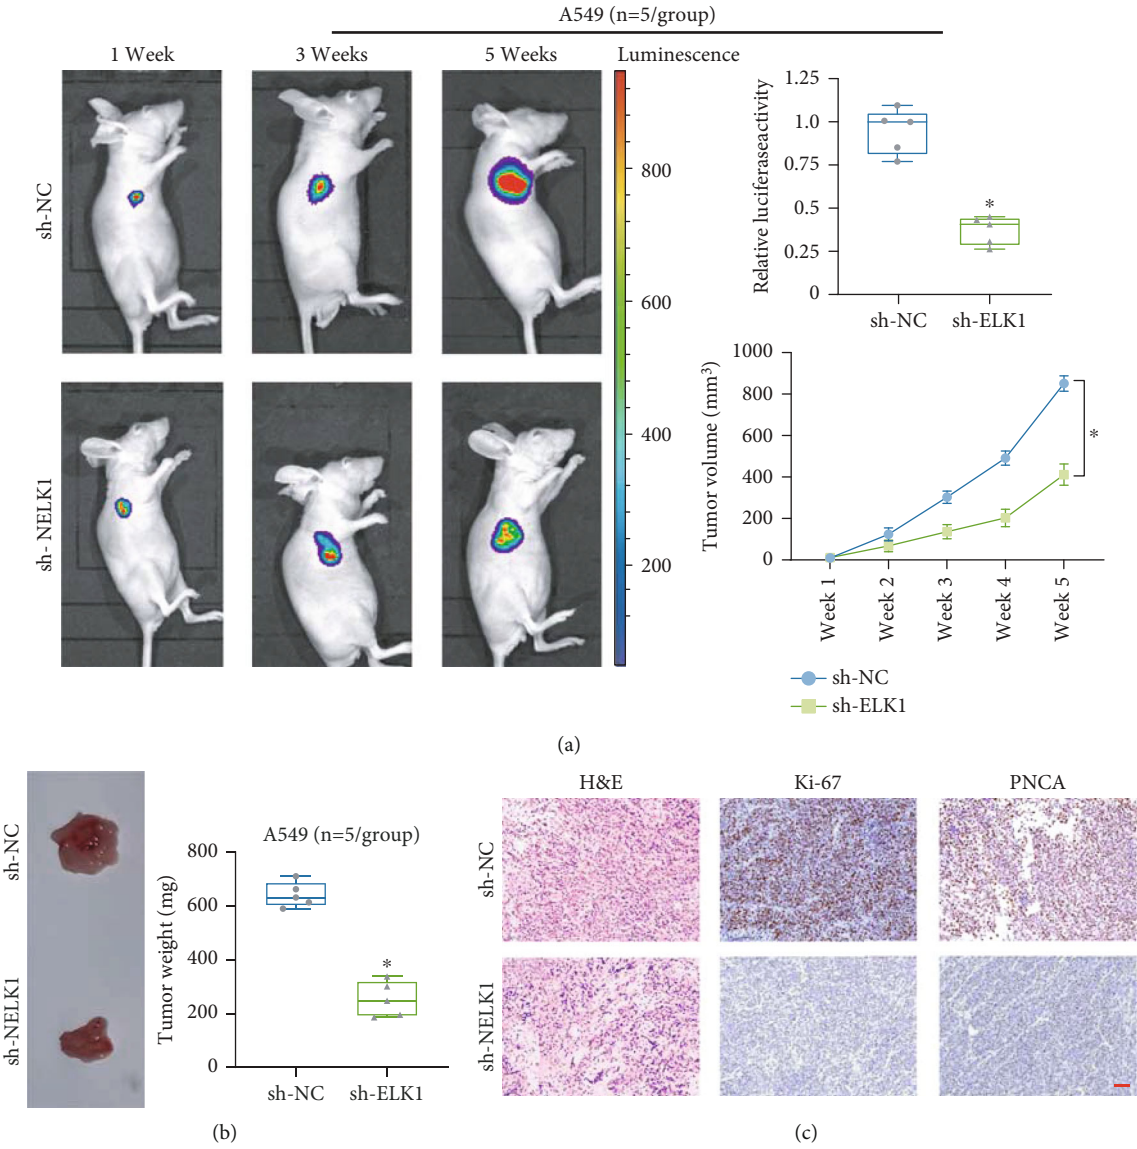 A549 (n=5/group)
1 Week
3 Weeks
5 Weeks
Luminescence
sh-NC
sh- NELK1
800
600
400
200
Relative luciferaseactivity
1.25
1.0
0.75
0.5
0.25
0
*
sh-NC
sh-ELK1
Tumor volume (mm³)
1000
800
600
400
200
0
*
Week 1
Week 2
Week 3
Week 4
Week 5
sh-NC
sh-ELK1
(a)
sh-NC
sh-NELK1
A549 (n=5/group)
Tumor weight (mg)
800
600
400
200
0
*
sh-NC
sh-ELK1
(b)
H&E
Ki-67
PNCA
sh-NC
sh-NELK1
(c)